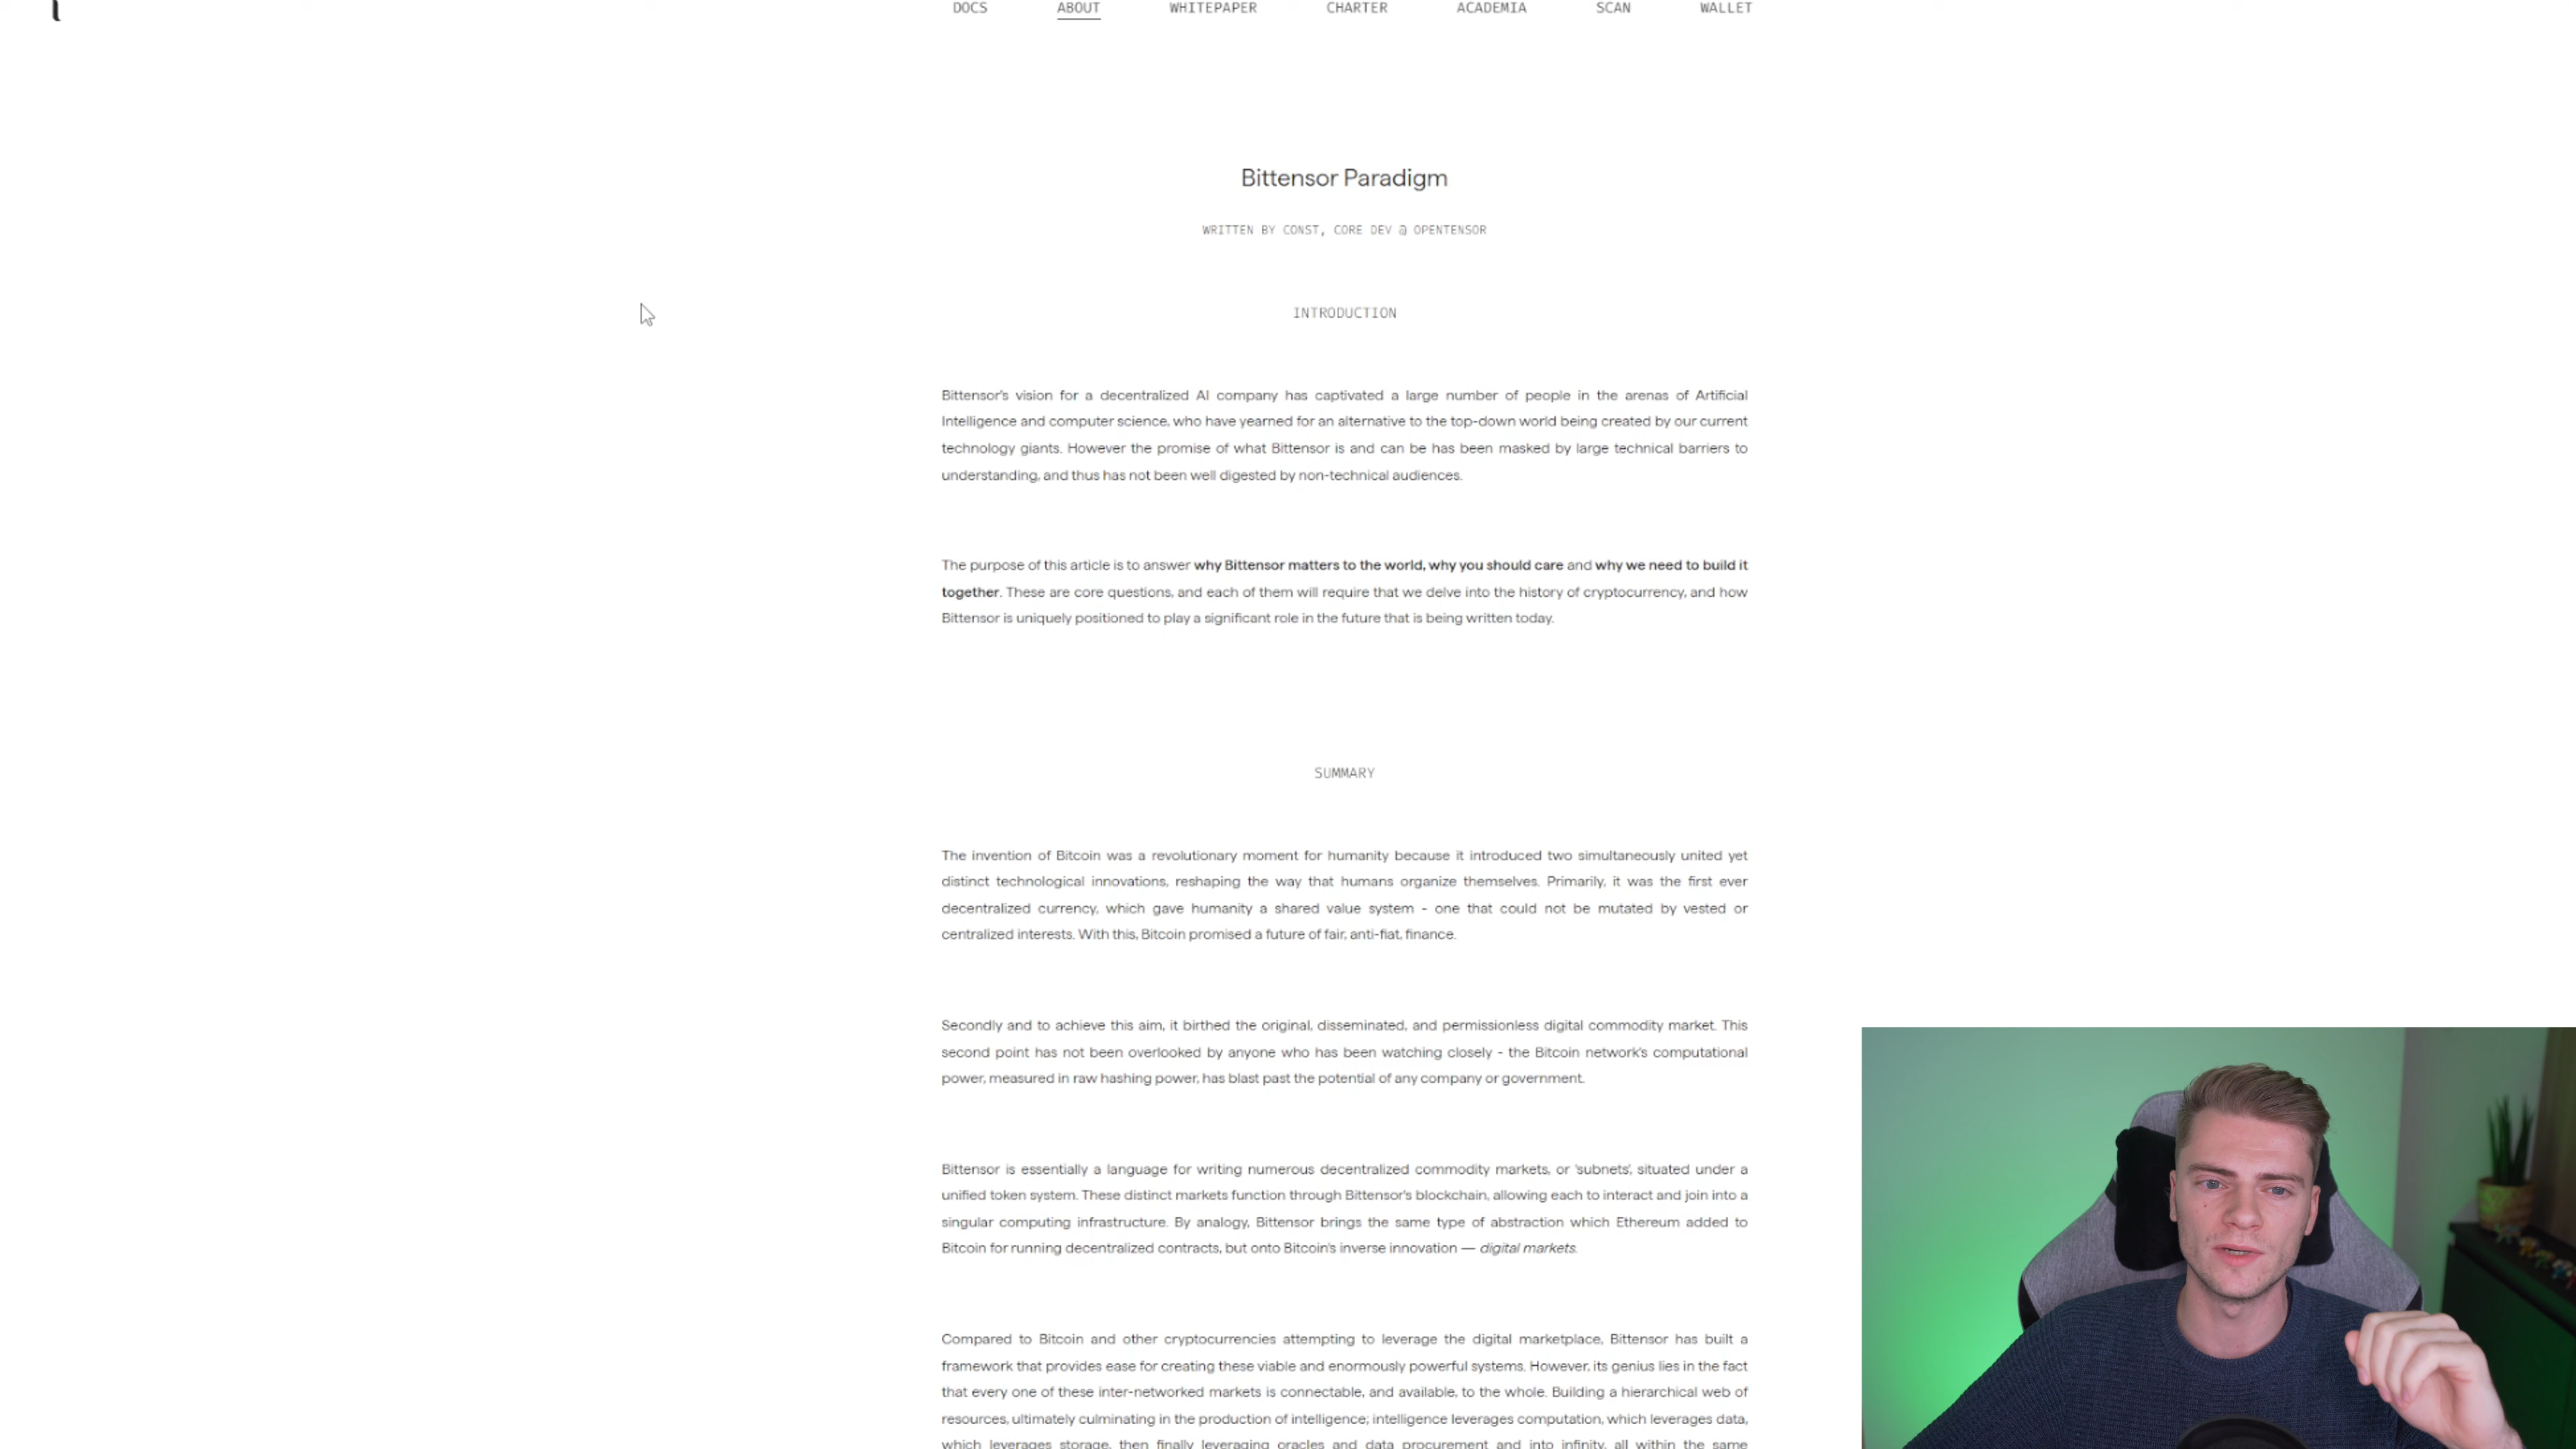 DOCS ABOUT WHITEPAPER CHARTER ACADEMIA SCAN WALLET
Bittensor Paradigm
WRITTEN BY CONST, CORE DEV @ OPENTENSOR
INTRODUCTION
Bittensor's vision for a decentralized AI company has captivated a large number of people in the arenas of Artificial
Intelligence and computer science, who have yearned for an alternative to the top-down world being created by our current
technology giants. However the promise of what Bittensor is and can be has been masked by large technical barriers to
understanding, and thus has not been well digested by non-technical audiences.
The purpose of this article is to answer why Bittensor matters to the world, why you should care and why we need to build it
together. These are core questions, and each of them will require that we delve into the history of cryptocurrency, and how
Bittensor is uniquely positioned to play a significant role in the future that is being written today.
SUMMARY
The invention of Bitcoin was a revolutionary moment for humanity because it introduced two simultaneously united yet
distinct technological innovations, reshaping the way that humans organize themselves. Primarily, it was the first ever
decentralized currency, which gave humanity a shared value system - one that could not be mutated by vested or
centralized interests. With this, Bitcoin promised a future of fair, anti-fiat, finance.
Secondly and to achieve this aim, it birthed the original, disseminated, and permissionless digital commodity market. This
second point has not been overlooked by anyone who has been watching closely - the Bitcoin network's computational
power, measured in raw hashing power, has blast past the potential of any company or government.
Bittensor is essentially a language for writing numerous decentralized commodity markets, or 'subnets', situated under a
unified token system. These distinct markets function through Bittensor's blockchain, allowing each to interact and join into a
singular computing infrastructure. By analogy, Bittensor brings the same type of abstraction which Ethereum added to
Bitcoin for running decentralized contracts, but onto Bitcoin's inverse innovation — digital markets.
Compared to Bitcoin and other cryptocurrencies attempting to leverage the digital marketplace, Bittensor has built a
framework that provides ease for creating these viable and enormously powerful systems. However, its genius lies in the fact
that every one of these inter-networked markets is connectable, and available, to the whole. Building a hierarchical web of
resources, ultimately culminating in the production of intelligence; intelligence leverages computation, which leverages data,
which leverages storage, then finally leveraging oracles and data procurement and into infinity, all within the same